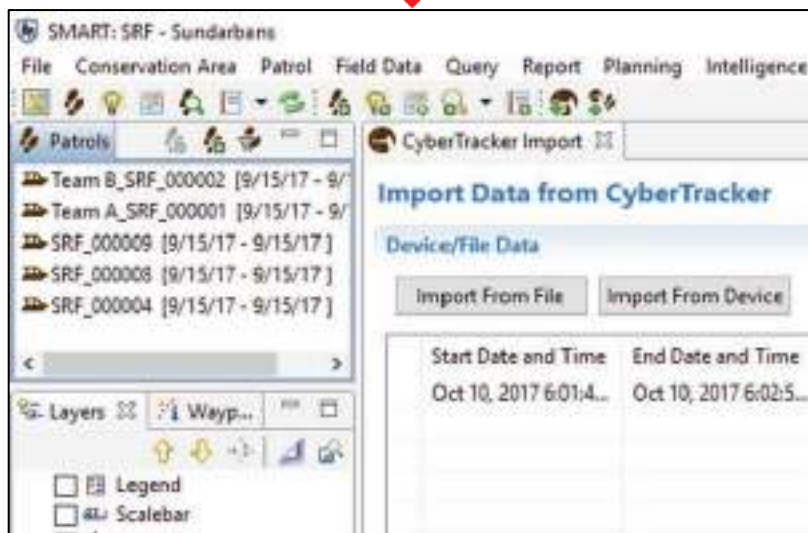 SMART: SRF - Sundarbans
File Conservation Area Patrol Field Data Query Report Planning Intelligence
Patrols
CyberTracker Import
Team B_SRF_000002 [9/15/17 - 9/
Team A_SRF_000001 [9/15/17 - 9/
SRF_000009 [9/15/17 - 9/15/17 ]
SRF_000008 [9/15/17 - 9/15/17 ]
SRF_000004 [9/15/17 - 9/15/17 ]
Import Data from CyberTracker
Device/File Data
Import From File Import From Device
Start Date and Time End Date and Time
Oct 10, 2017 6:01:4... Oct 10, 2017 6:02:5...
Layers Wayp...
Legend
Scalebar